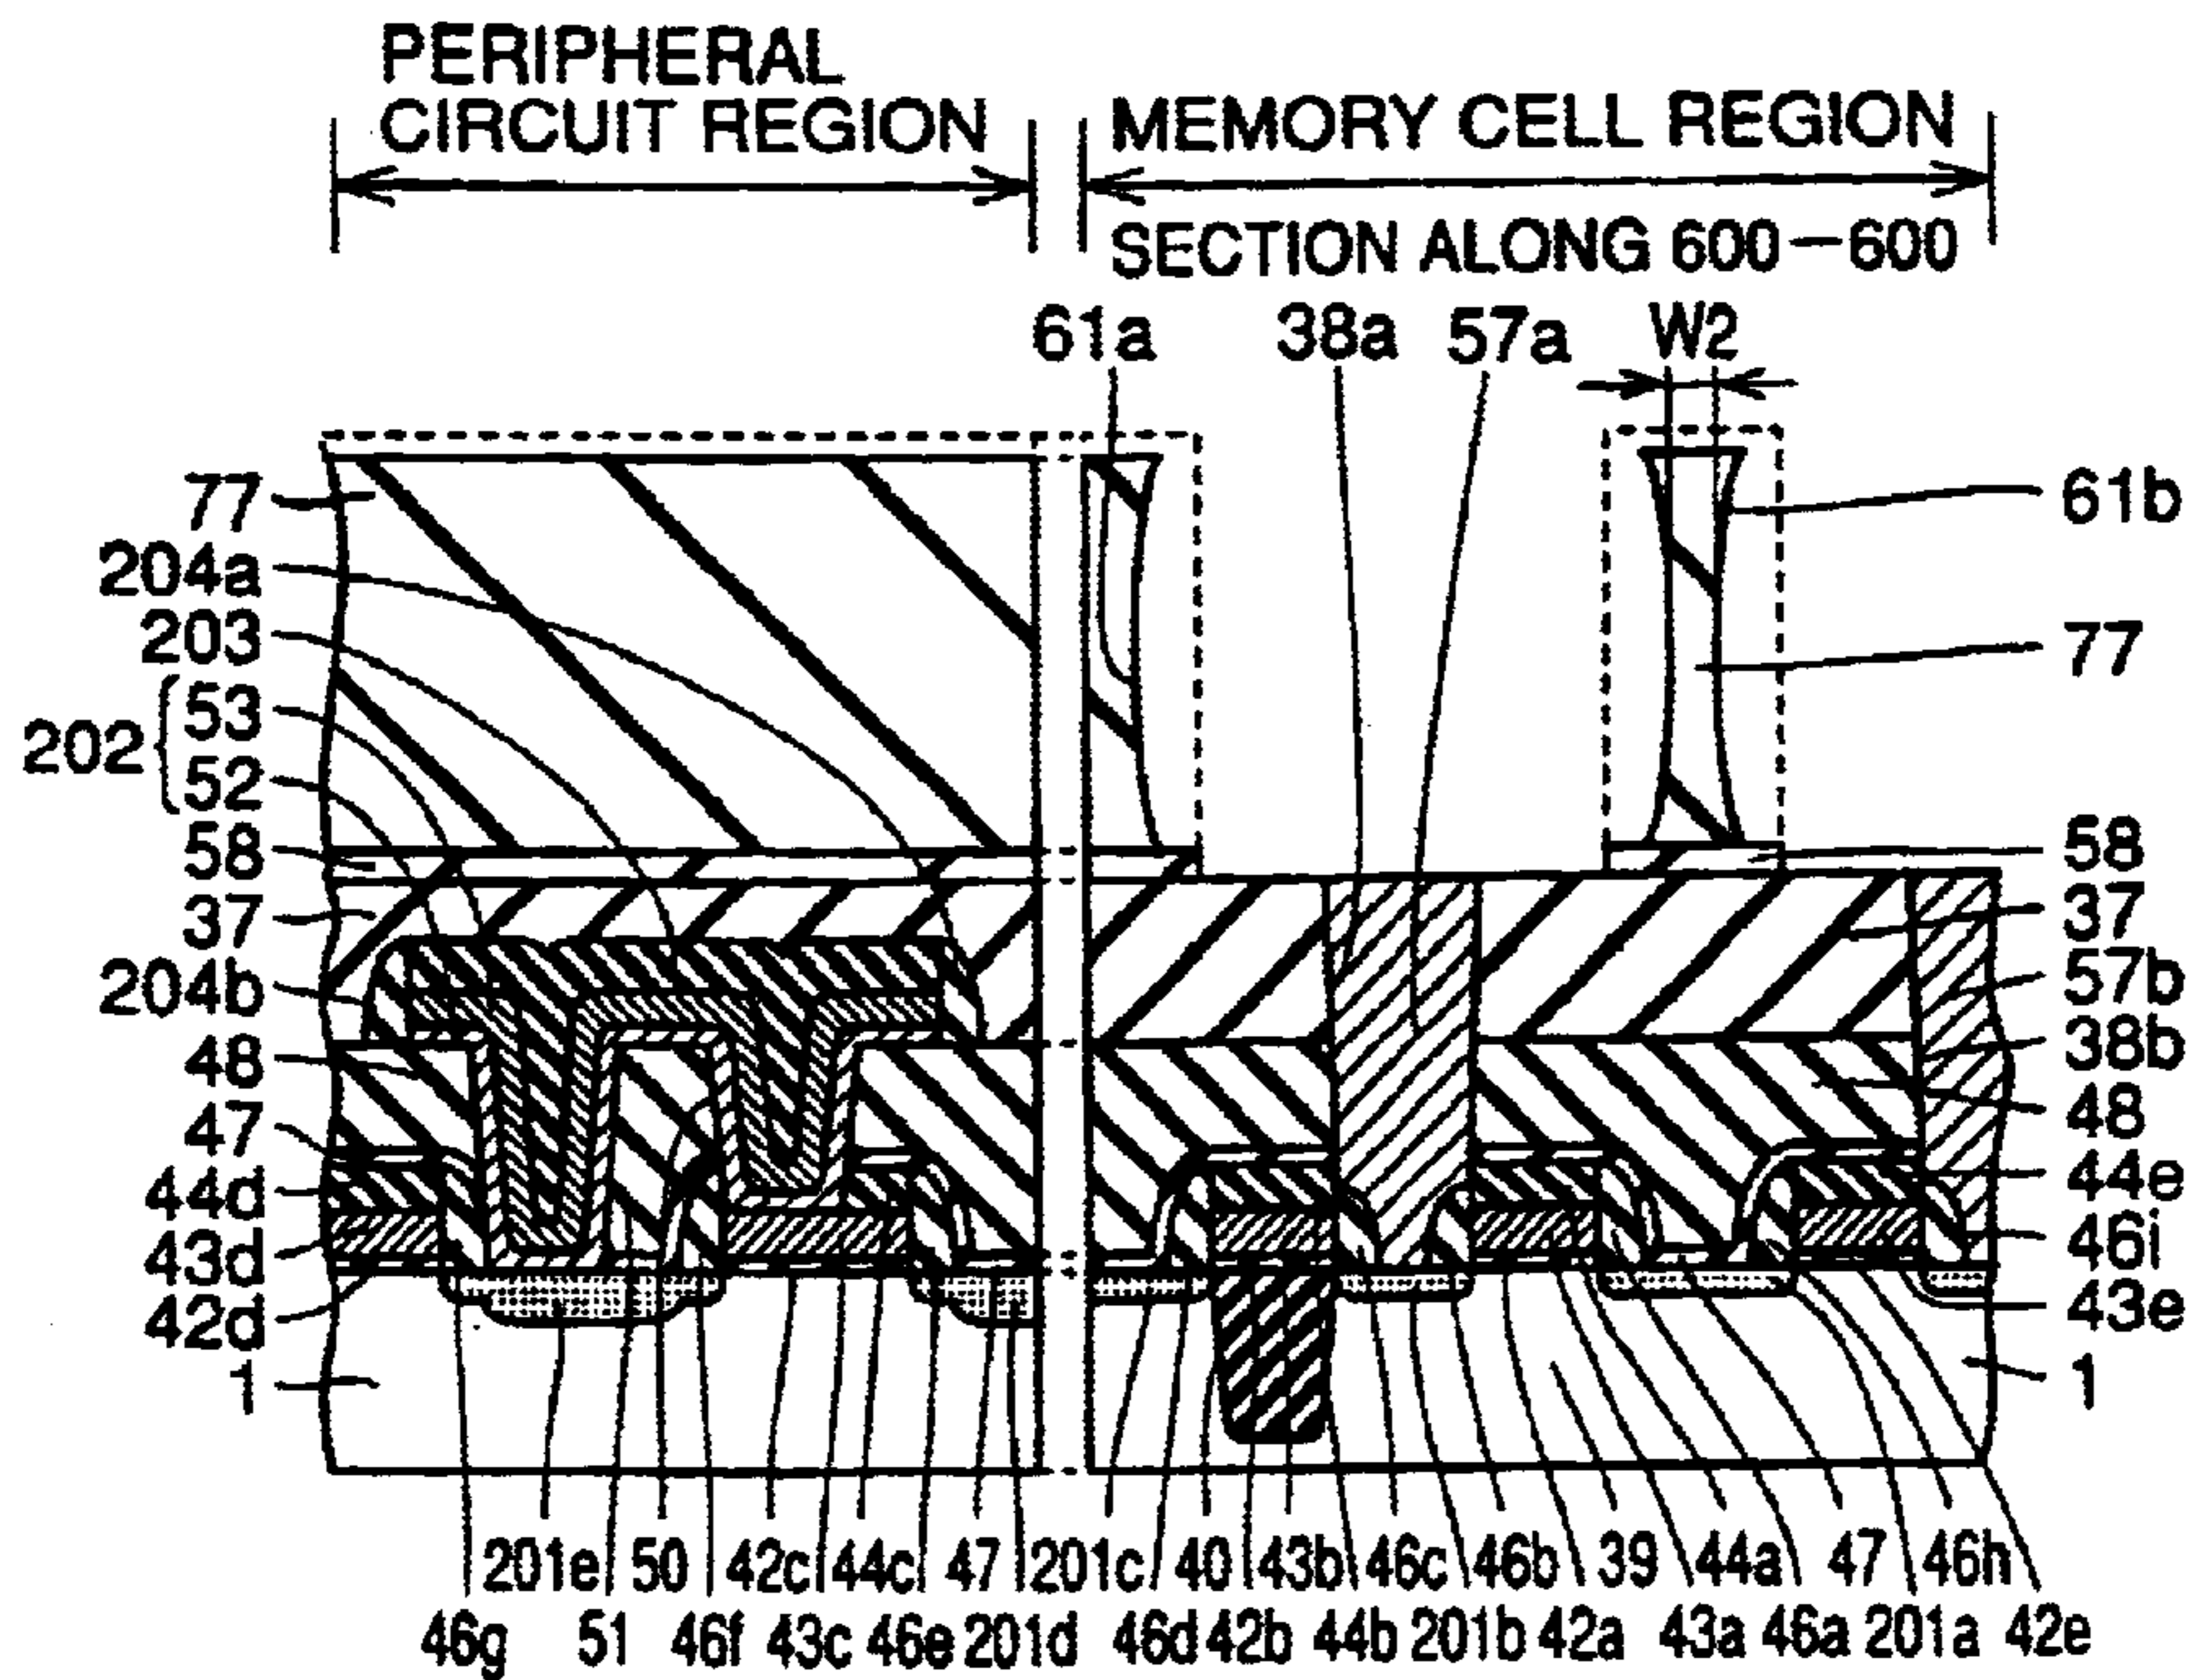 PERIPHERAL
CIRCUIT REGION
MEMORY CELL REGION
SECTION ALONG 600—600
61a 38a 57a W2
77
204a
203
202 { 53
52
58
37
204b
48
47
44d
43d
42d
1
61b
77
58
37
57b
38b
48
44e
46i
43e
1
201e 50 42c 44c 47 201c 40 43b 46c 46b 39 44a 47 46h
46g 51 46f 43c 46e 201d 46d 42b 44b 201b 42a 43a 46a 201a 42e